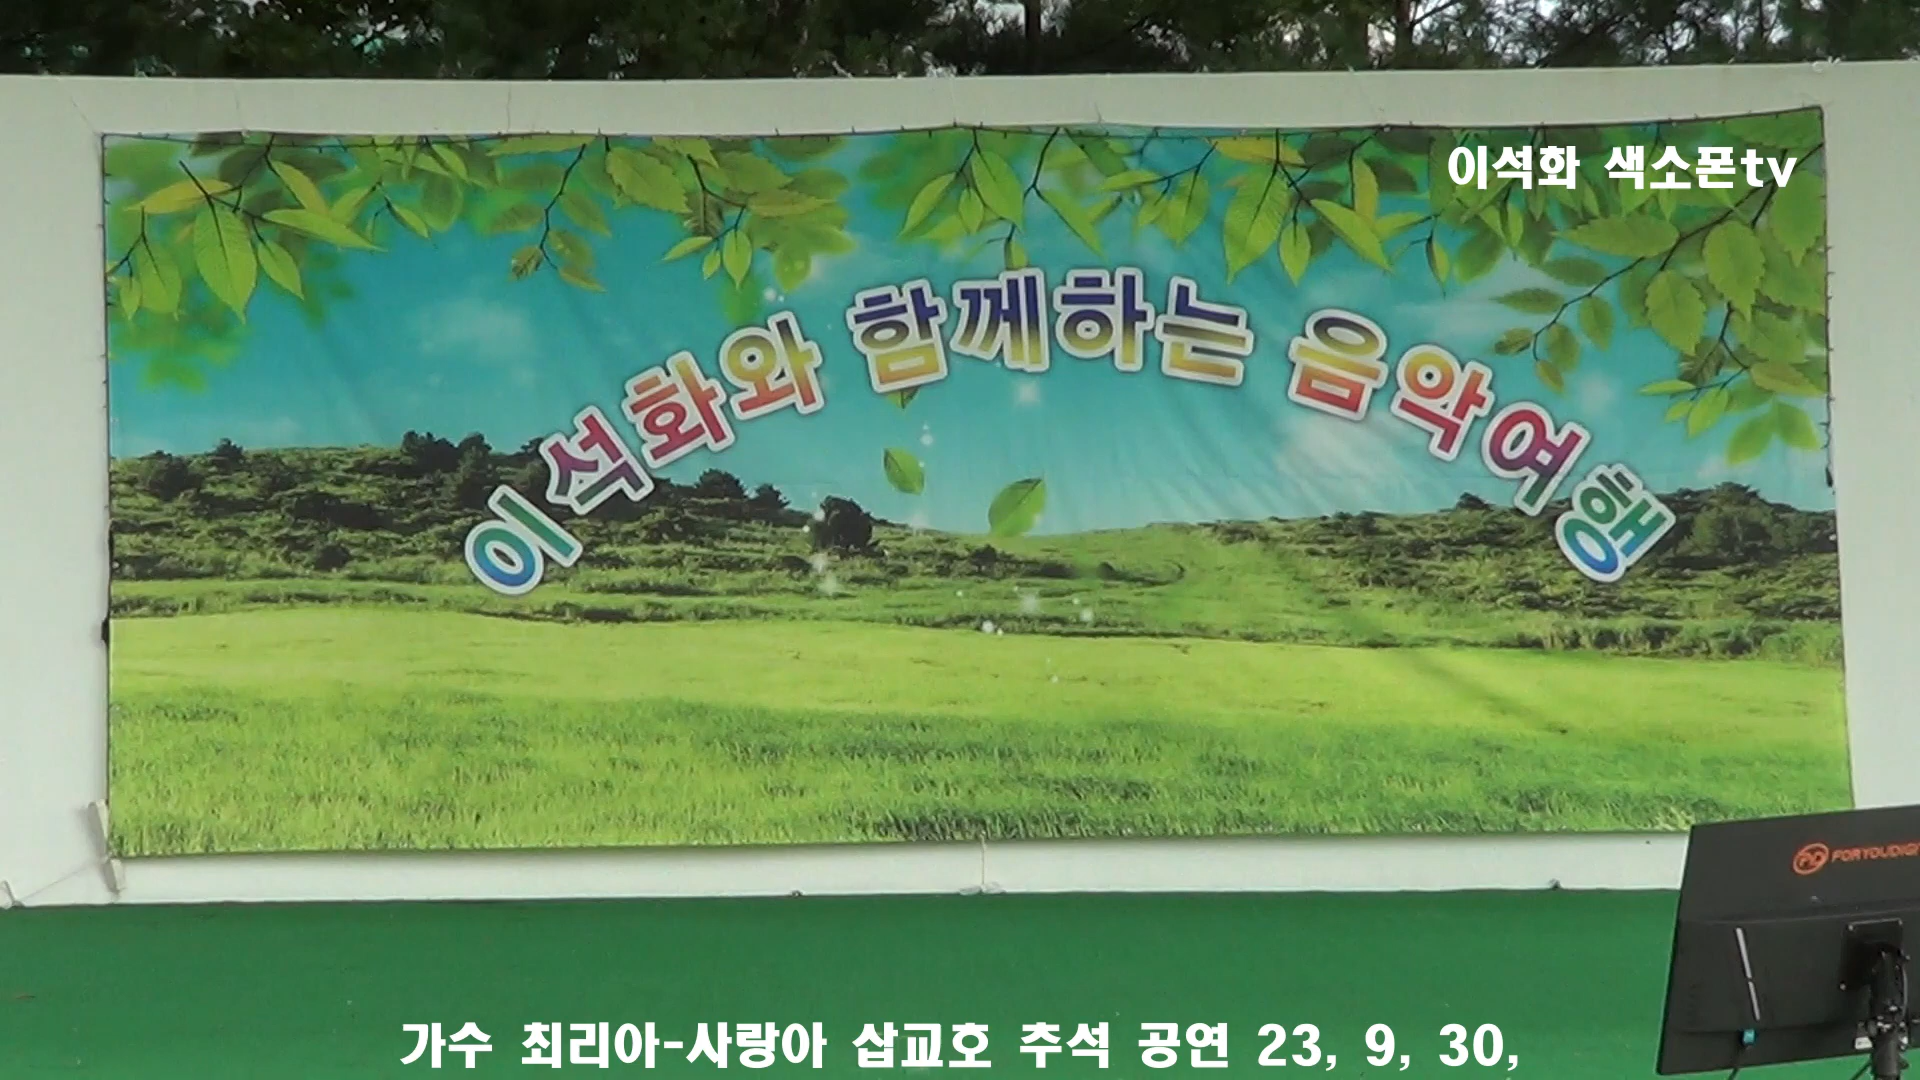 이석화 색소폰tv
이석화와 함께하는 음악여행
FORYOUDIGI
가수 최리아-사랑아 삽교호 추석 공연 23, 9, 30,